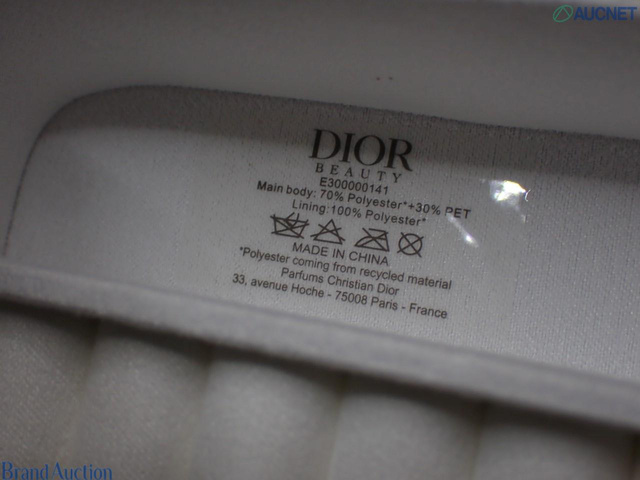 AUCNET
DIOR
BEAUTY
E300000141
Main body: 70% Polyester*+30% PET
Lining:100% Polyester*
MADE IN CHINA
*Polyester coming from recycled material
Parfums Christian Dior
33, avenue Hoche - 75008 Paris - France
Brand Auction